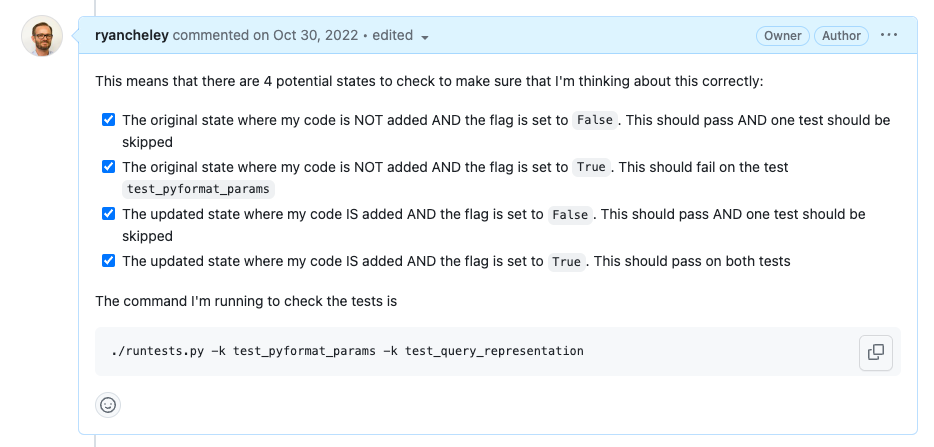 ryancheley commented on Oct 30, 2022 • edited
Owner
Author
This means that there are 4 potential states to check to make sure that I'm thinking about this correctly:
The original state where my code is NOT added AND the flag is set to False. This should pass AND one test should be
skipped
The original state where my code is NOT added AND the flag is set to True. This should fail on the test
test_pyformat_params
The updated state where my code IS added AND the flag is set to False. This should pass AND one test should be
skipped
The updated state where my code IS added AND the flag is set to True. This should pass on both tests
The command I'm running to check the tests is
./runtests.py -k test_pyformat_params -k test_query_representation